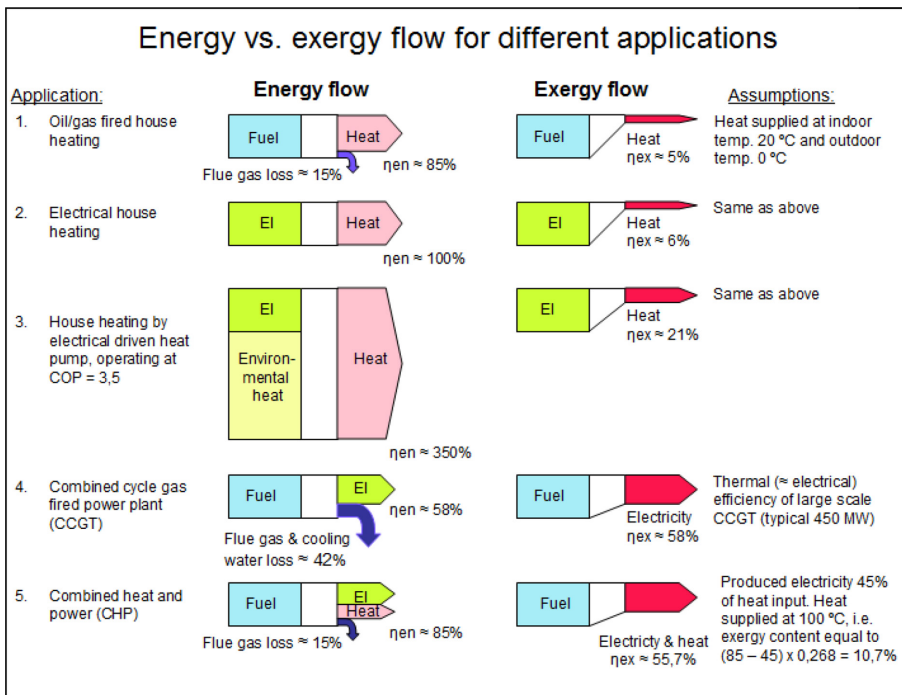 Energy vs. exergy flow for different applications
Application:
Energy flow
Exergy flow
Assumptions:
1. Oil/gas fired house
heating
Fuel
Heat
Flue gas loss ≈ 15%
ηen ≈ 85%
Fuel
Heat
ηex ≈ 5%
Heat supplied at indoor
temp. 20 ºC and outdoor
temp. 0 ºC
2. Electrical house
heating
El
Heat
ηen ≈ 100%
El
Heat
ηex ≈ 6%
Same as above
3. House heating by
electrical driven heat
pump, operating at
COP = 3,5
El
Environ-
mental
heat
Heat
ηen ≈ 350%
El
Heat
ηex ≈ 21%
Same as above
4. Combined cycle gas
fired power plant
(CCGT)
Fuel
El
Flue gas & cooling
water loss ≈ 42%
ηen ≈ 58%
Fuel
Electricity
ηex ≈ 58%
Thermal (≈ electrical)
efficiency of large scale
CCGT (typical 450 MW)
5. Combined heat and
power (CHP)
Fuel
El
Heat
Flue gas loss ≈ 15%
ηen ≈ 85%
Fuel
Electricty & heat
ηex ≈ 55,7%
Produced electricity 45%
of heat input. Heat
supplied at 100 ºC, i.e.
exergy content equal to
(85 – 45) x 0,268 = 10,7%